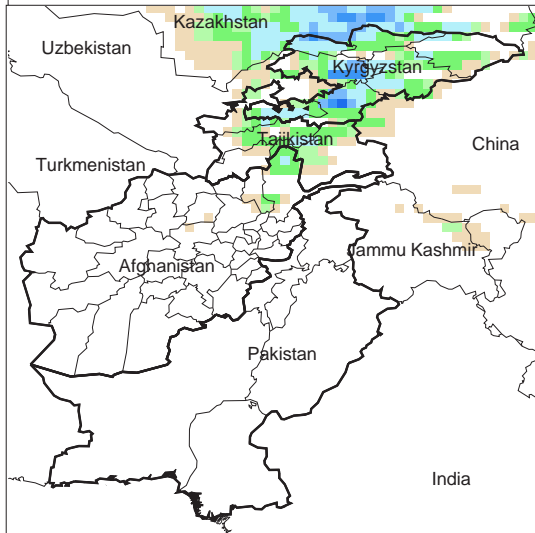 Kazakhstan
Uzbekistan
Kyrgyzstan
Tajikistan
China
Turkmenistan
Jammu Kashmir
Afghanistan
Pakistan
India